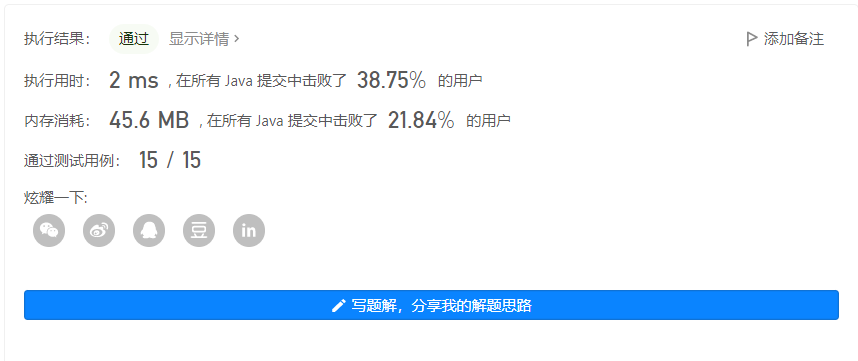 执行结果： 通过 显示详情 > 添加备注
执行用时： 2 ms , 在所有 Java 提交中击败了 38.75% 的用户
内存消耗： 45.6 MB , 在所有 Java 提交中击败了 21.84% 的用户
通过测试用例： 15 / 15
炫耀一下:
豆 in
写题解，分享我的解题思路